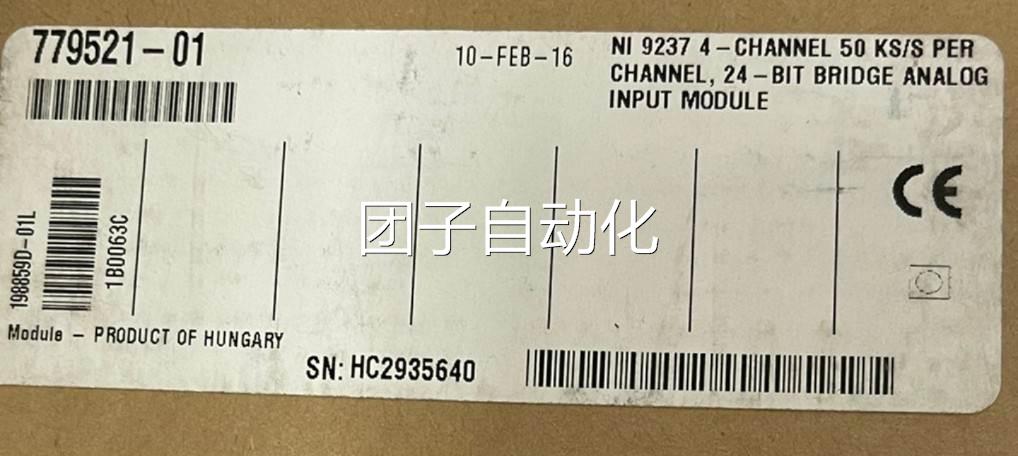 779521-01
10-FEB-16
NI 9237 4-CHANNEL 50 KS/S PER
CHANNEL, 24-BIT BRIDGE ANALOG
INPUT MODULE
198859D-01L
1B0063C
团子自动化
CE
Module - PRODUCT OF HUNGARY
SN: HC2935640